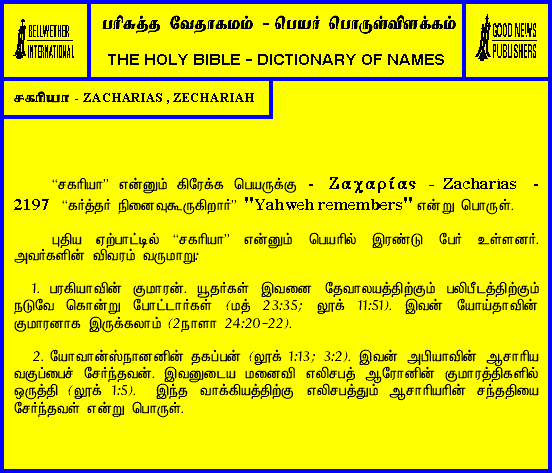 BELLWETHER
INTERNATIONAL
பரிசுத்த வேதாகமம் - பெயர் பொருள்விளக்கம்
THE HOLY BIBLE - DICTIONARY OF NAMES
GOOD NEWS
PUBLISHERS
சகரியா - ZACHARIAS , ZECHARIAH
“சகரியா” என்னும் கிரேக்க பெயருக்கு - Ζαχαρίας - Zacharias -
2197 “கர்த்தர் நினைவுகூருகிறார்” "Yahweh remembers" என்று பொருள்.
புதிய ஏற்பாட்டில் “சகரியா” என்னும் பெயரில் இரண்டு பேர் உள்ளனர்.
அவர்களின் விவரம் வருமாறு:
1. பரகியாவின் குமாரன். யூதர்கள் இவனை தேவாலயத்திற்கும் பலிபீடத்திற்கும்
நடுவே கொன்று போட்டார்கள் (மத் 23:35; லூக் 11:51). இவன் யோய்தாவின்
குமாரனாக இருக்கலாம் (2நாளா 24:20-22).
2. யோவான்ஸ்நானனின் தகப்பன் (லூக் 1:13; 3:2). இவன் அபியாவின் ஆசாரிய
வகுப்பைச் சேர்ந்தவன். இவனுடைய மனைவி எலிசபத் ஆரோனின் குமாரத்திகளில்
ஒருத்தி (லூக் 1:5). இந்த வாக்கியத்திற்கு எலிசபத்தும் ஆசாரியரின் சந்ததியை
சேர்ந்தவள் என்று பொருள்.